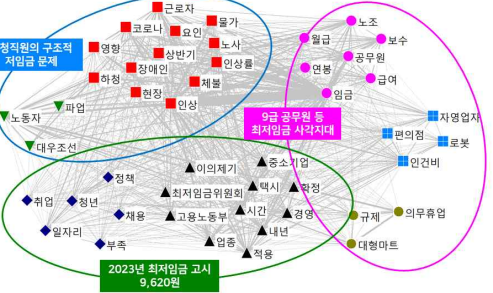 근로자
노조
코로나
물가
요인
월급
보수
청직원의 구조적
저임금 문제
영향
노사
상반기
공무원
인상률
장애인
연봉
하청
체불
급여
현장
인상
임금
파업
노동자
9급 공무원 등
최저임금 사각지대
자영업자
편의점
로봇
대우조선
인건비
이의제기
중소기업
정책
최저임금위원회
택시
확정
취업
청년
채용
고용노동부
시간
경영
규제
의무휴업
일자리
부족
업종
내년
적용
대형마트
2023년 최저임금 고시
9,620원